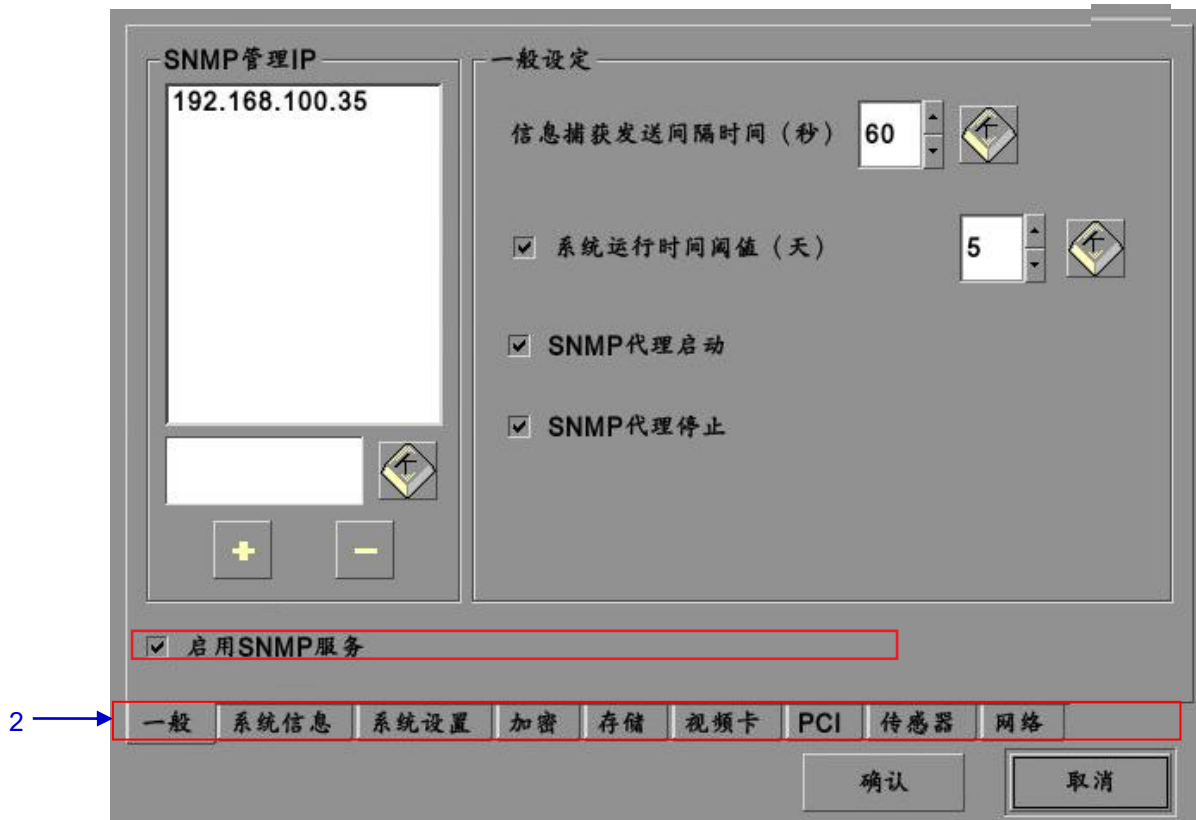 SNMP管理IP
192.168.100.35
一般设定
信息捕获发送间隔时间（秒） 60
系统运行时间阈值（天） 5
SNMP代理启动
SNMP代理停止
启用SNMP服务
2
一般 系统信息 系统设置 加密 存储 视频卡 PCI 传感器 网络
确认 取消